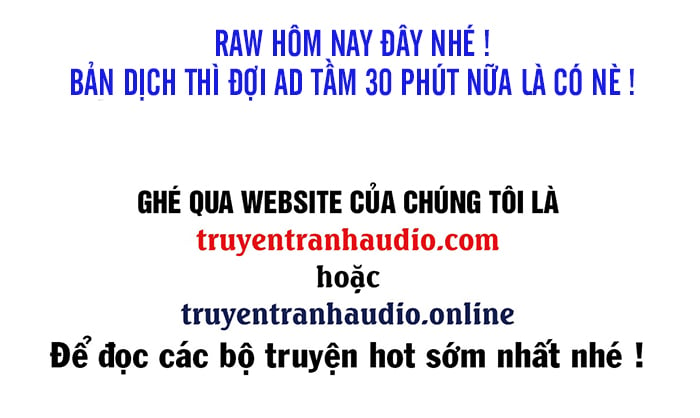 RAW HÔM NAY ĐÂY NHÉ !
BẢN DỊCH THÌ ĐỢI AD TẦM 30 PHÚT NỮA LÀ CÓ NÈ !
GHÉ QUA WEBSITE CỦA CHÚNG TÔI LÀ
truyentranhaudio.com
hoặc
truyentranhaudio.online
Để đọc các bộ truyện hot sớm nhất nhé !